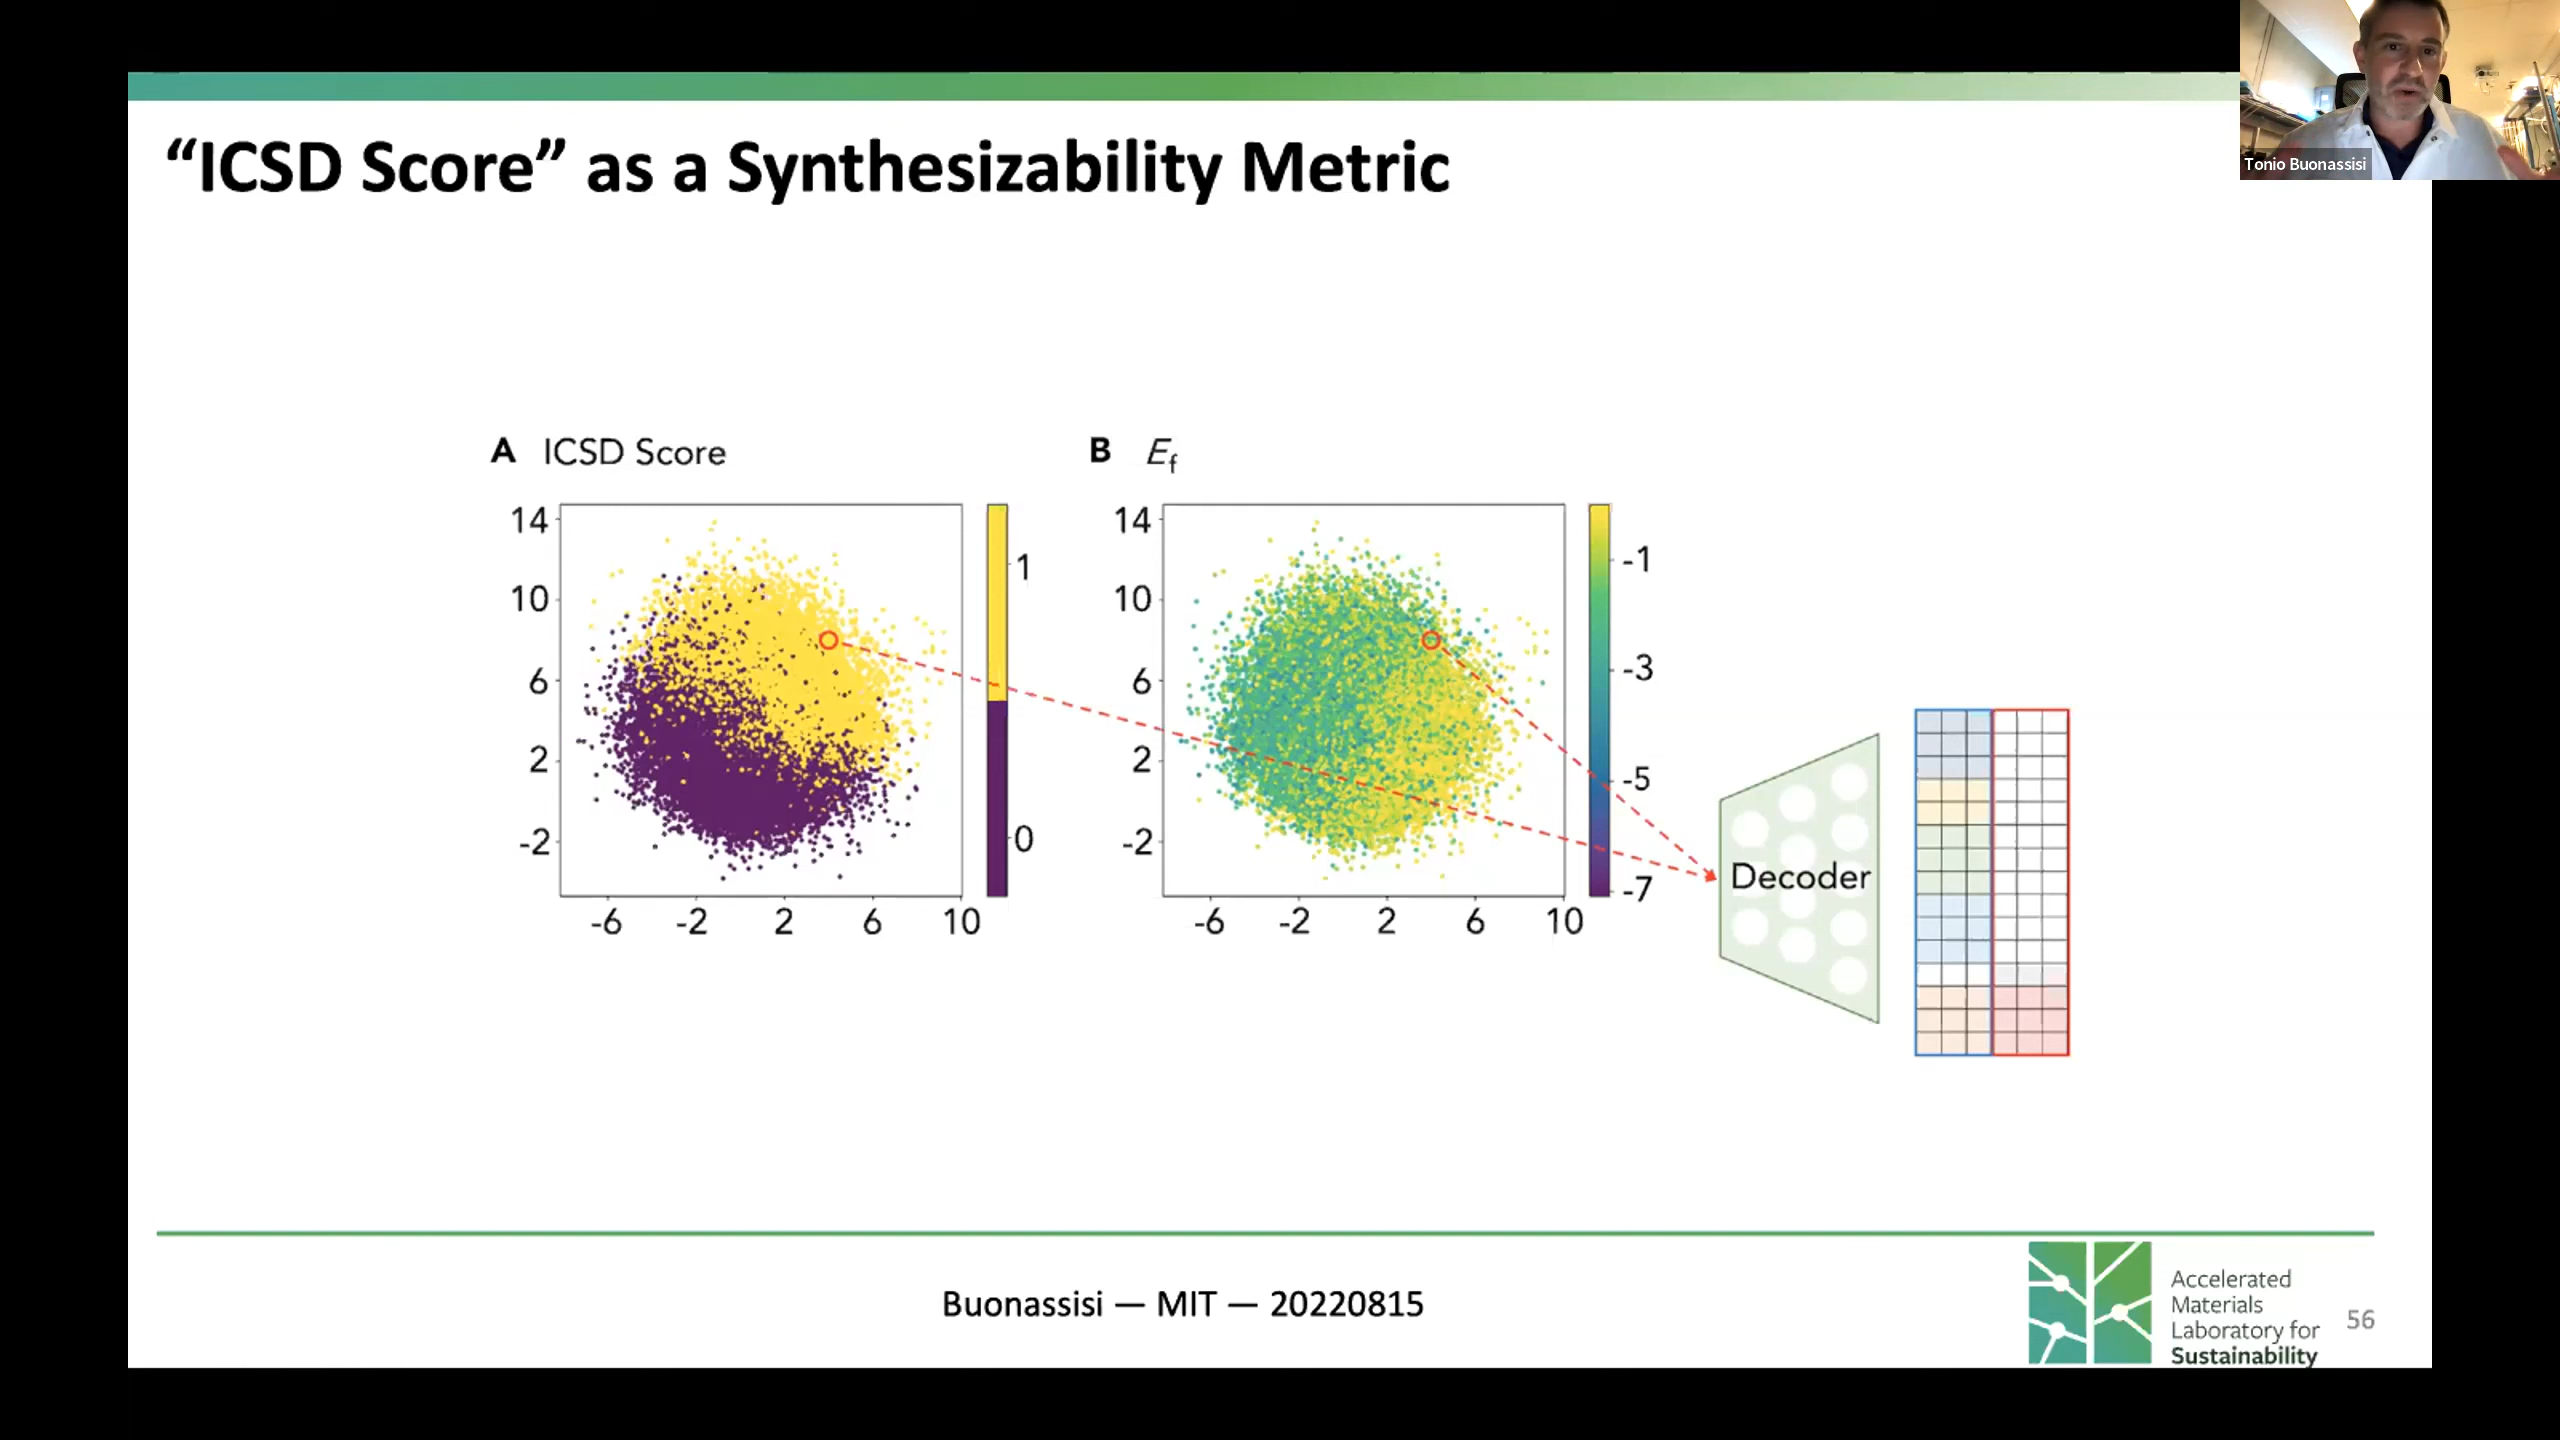 Tonio Buonassisi
“ICSD Score” as a Synthesizability Metric
A ICSD Score
14
10
6
2
-2
-6 -2 2 6 10
1
0
B Ef
14
10
6
2
-2
-6 -2 2 6 10
-1
-3
-5
-7
Decoder
Buonassisi — MIT — 20220815
Accelerated
Materials
Laboratory for
Sustainability
56